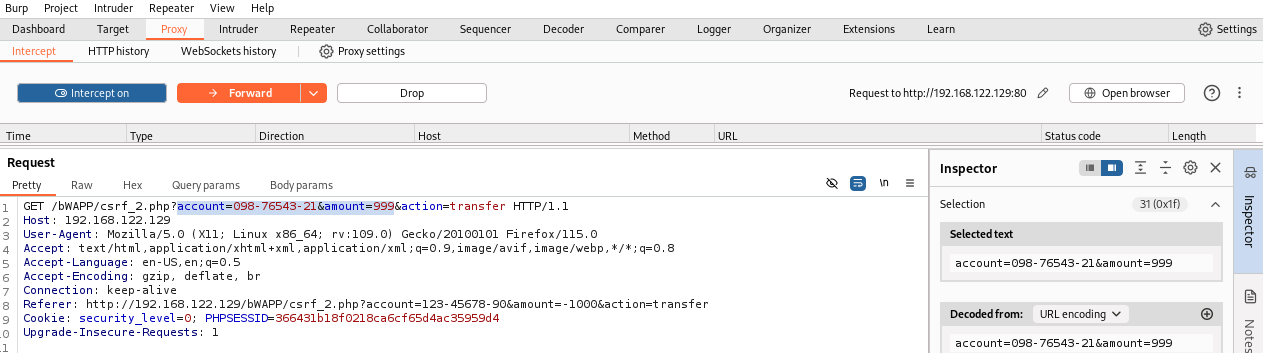 Burp Project Intruder Repeater View Help
Dashboard Target Proxy Intruder Repeater Collaborator Sequencer Decoder Comparer Logger Organizer Extensions Learn Settings
Intercept HTTP history WebSockets history Proxy settings
Intercept on Forward Drop Request to http://192.168.122.129:80 Open browser
Time Type Direction Host Method URL Status code Length
Request
Pretty Raw Hex Query params Body params \n
1 GET /bWAPP/csrf_2.php?account=098-76543-21&amount=999&action=transfer HTTP/1.1
2 Host: 192.168.122.129
3 User-Agent: Mozilla/5.0 (X11; Linux x86_64; rv:109.0) Gecko/20100101 Firefox/115.0
4 Accept: text/html,application/xhtml+xml,application/xml;q=0.9,image/avif,image/webp,*/*;q=0.8
5 Accept-Language: en-US,en;q=0.5
6 Accept-Encoding: gzip, deflate, br
7 Connection: keep-alive
8 Referer: http://192.168.122.129/bWAPP/csrf_2.php?account=123-45678-90&amount=-1000&action=transfer
9 Cookie: security_level=0; PHPSESSID=366431b18f0218ca6cf65d4ac35959d4
10 Upgrade-Insecure-Requests: 1
11
Inspector
Selection 31 (0x1f)
Selected text
account=098-76543-21&amount=999
Decoded from: URL encoding
account=098-76543-21&amount=999
Inspector
Notes